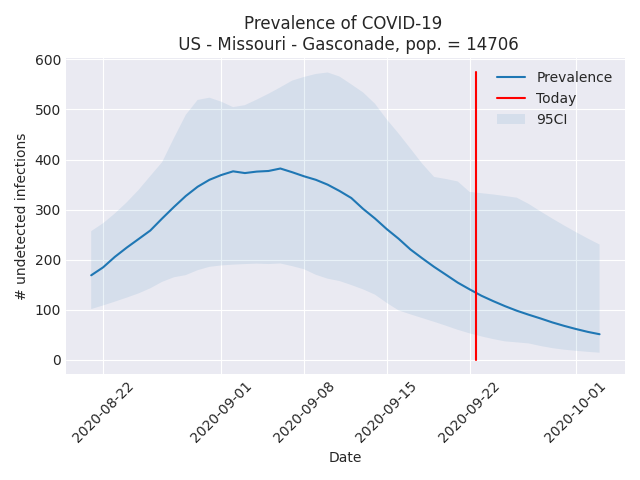 Prevalence of COVID-19
US - Missouri - Gasconade, pop. = 14706
600
500
400
300
200
100
0
# undetected infections
Prevalence
Today
95CI
2020-08-22
2020-09-01
2020-09-08
2020-09-15
2020-09-22
2020-10-01
Date